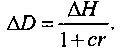 ΔD = ΔH / 1 + cr,